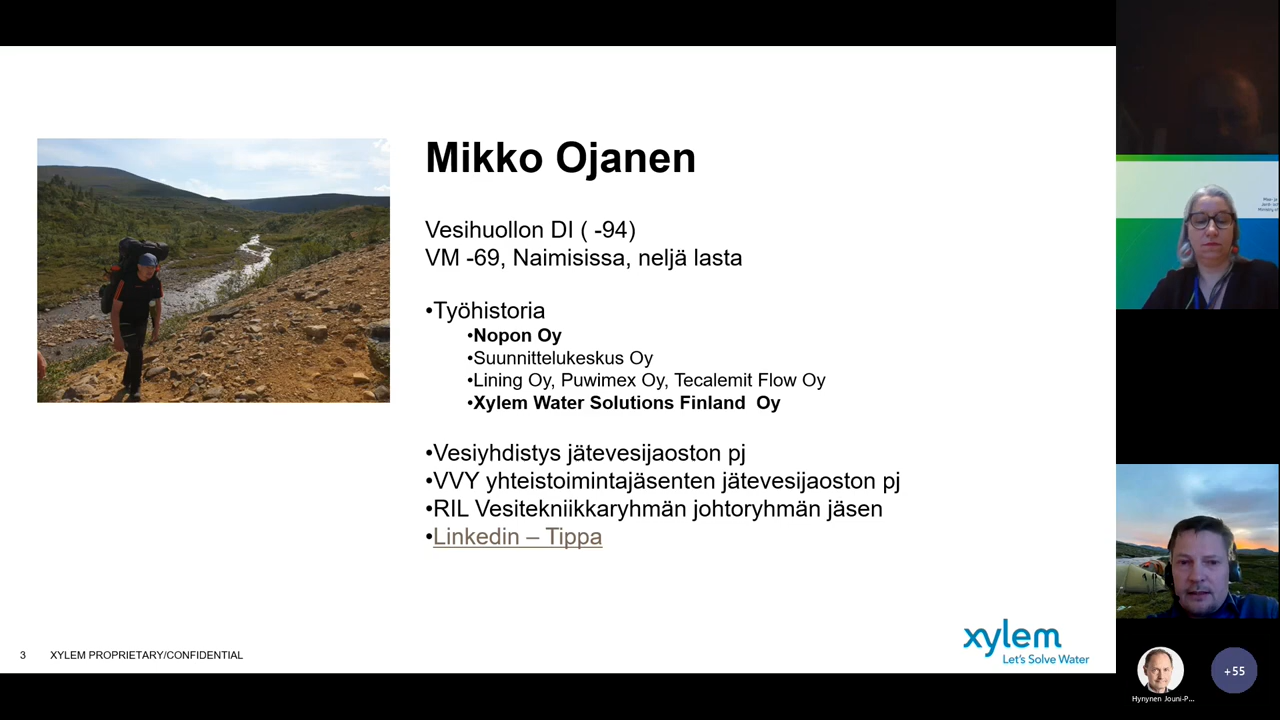 Mikko Ojanen
Vesihuollon DI ( -94)
VM -69, Naimisissa, neljä lasta
•Työhistoria
•Nopon Oy
•Suunnittelukeskus Oy
•Lining Oy, Puwimex Oy, Tecalemit Flow Oy
•Xylem Water Solutions Finland  Oy
•Vesiyhdistys jätevesijaoston pj
•VVY yhteistoimintajäsenten jätevesijaoston pj
•RIL Vesitekniikkaryhmän johtoryhmän jäsen
•Linkedin – Tippa
3 XYLEM PROPRIETARY/CONFIDENTIAL
xylem
Let's Solve Water
+55
Hynynen Jouni-P...